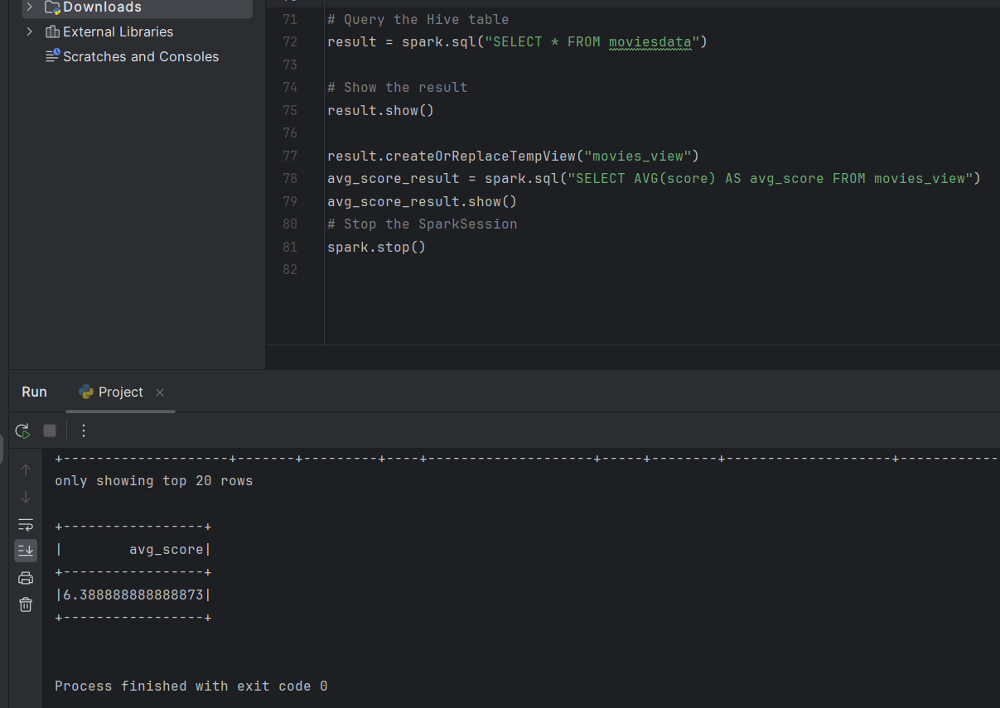 Downloads
External Libraries
Scratches and Consoles
71 # Query the Hive table
72 result = spark.sql("SELECT * FROM moviesdata")
73
74 # Show the result
75 result.show()
76
77 result.createOrReplaceTempView("movies_view")
78 avg_score_result = spark.sql("SELECT AVG(score) AS avg_score FROM movies_view")
79 avg_score_result.show()
80 # Stop the SparkSession
81 spark.stop()
82
Run Project
+--------------------+-------+---------+----+--------------------+-----+--------+--------------------+------------
only showing top 20 rows
+-----------------+
|        avg_score|
+-----------------+
|6.388888888888873|
+-----------------+
Process finished with exit code 0